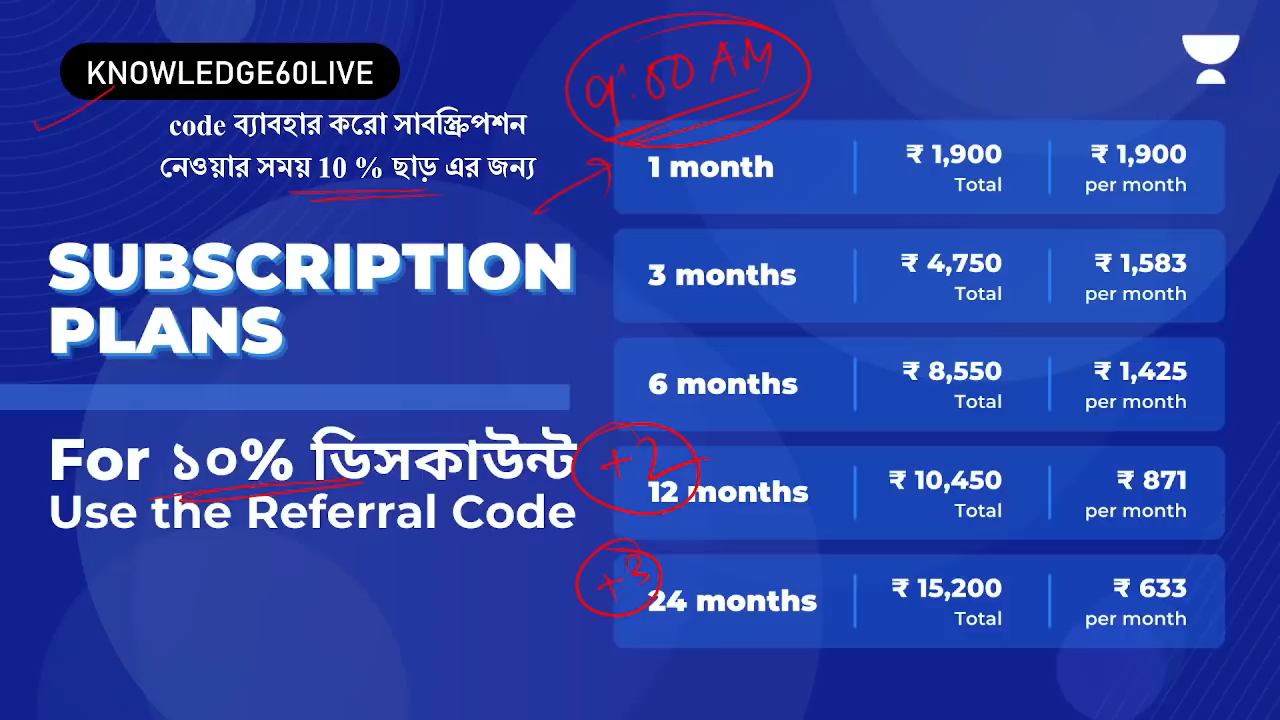 KNOWLEDGE60LIVE
code ব্যাবহার করো সাবস্ক্রিপশন
নেওয়ার সময় 10 % ছাড় এর জন্য
SUBSCRIPTION
PLANS
For ১০% ডিসকাউন্ট
Use the Referral Code
9:00 AM
1 month ₹ 1,900 Total ₹ 1,900 per month
3 months ₹ 4,750 Total ₹ 1,583 per month
6 months ₹ 8,550 Total ₹ 1,425 per month
+2
12 months ₹ 10,450 Total ₹ 871 per month
+3
24 months ₹ 15,200 Total ₹ 633 per month